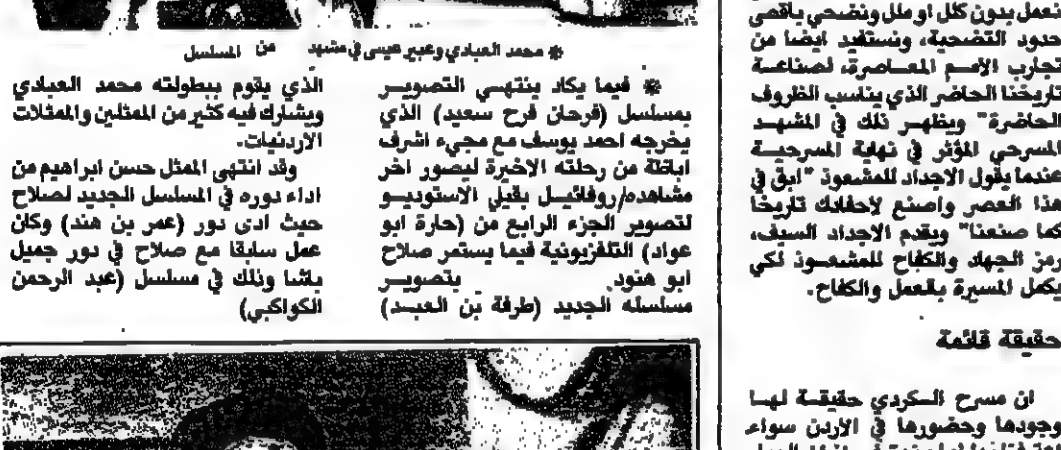 نعمل بدون كلل او ملل ونضحي باقصى
حدود التضحية، ونستفيد ايضا من
تجارب الامم المعاصرة، لصناعة
تاريخنا الحاضر الذي يناسب الظروف
الحاضرة" ويظهر ذلك في المشهد
المسرحي المؤثر في نهاية المسرحية
عندما يقول الاجداد للمشعوذ "ابق في
هذا العصر واصنع لاحفادك تاريخا
كما صنعنا" ويقدم الاجداد السيف،
رمز الجهاد والكفاح للمشعوذ لكي
يكمل المسيرة بالعمل والكفاح.
حقيقة قائمة
ان مسرح الكردي حقيقة لها
وجودها وحضورها في الأردن سواء
* محمد العبادي وعبير عيسى في مشهد من المسلسل
* فيما يكاد ينتهي التصوير
بمسلسل (فرحان فرح سعيد) الذي
يخرجه احمد يوسف مع مجيء اشرف
اباظة من رحلته الاخيرة ليصور اخر
مشاهده/روفائيل بقيلي الاستوديو
لتصوير الجزء الرابع من (حارة ابو
عواد) التلفزيونية فيما يستمر صلاح
ابو هنود بتصوير
مسلسله الجديد (طرفة بن العبد)
الذي يقوم ببطولته محمد العبادي
ويشارك فيه كثير من الممثلين والممثلات
الاردنيات.
وقد انتهى الممثل حسن ابراهيم من
اداء دوره في المسلسل الجديد لصلاح
حيث ادى دور (عمر بن هند) وكان
عمل سابقا مع صلاح في دور جميل
باشا وذلك في مسلسل (عبد الرحمن
الكواكبي)